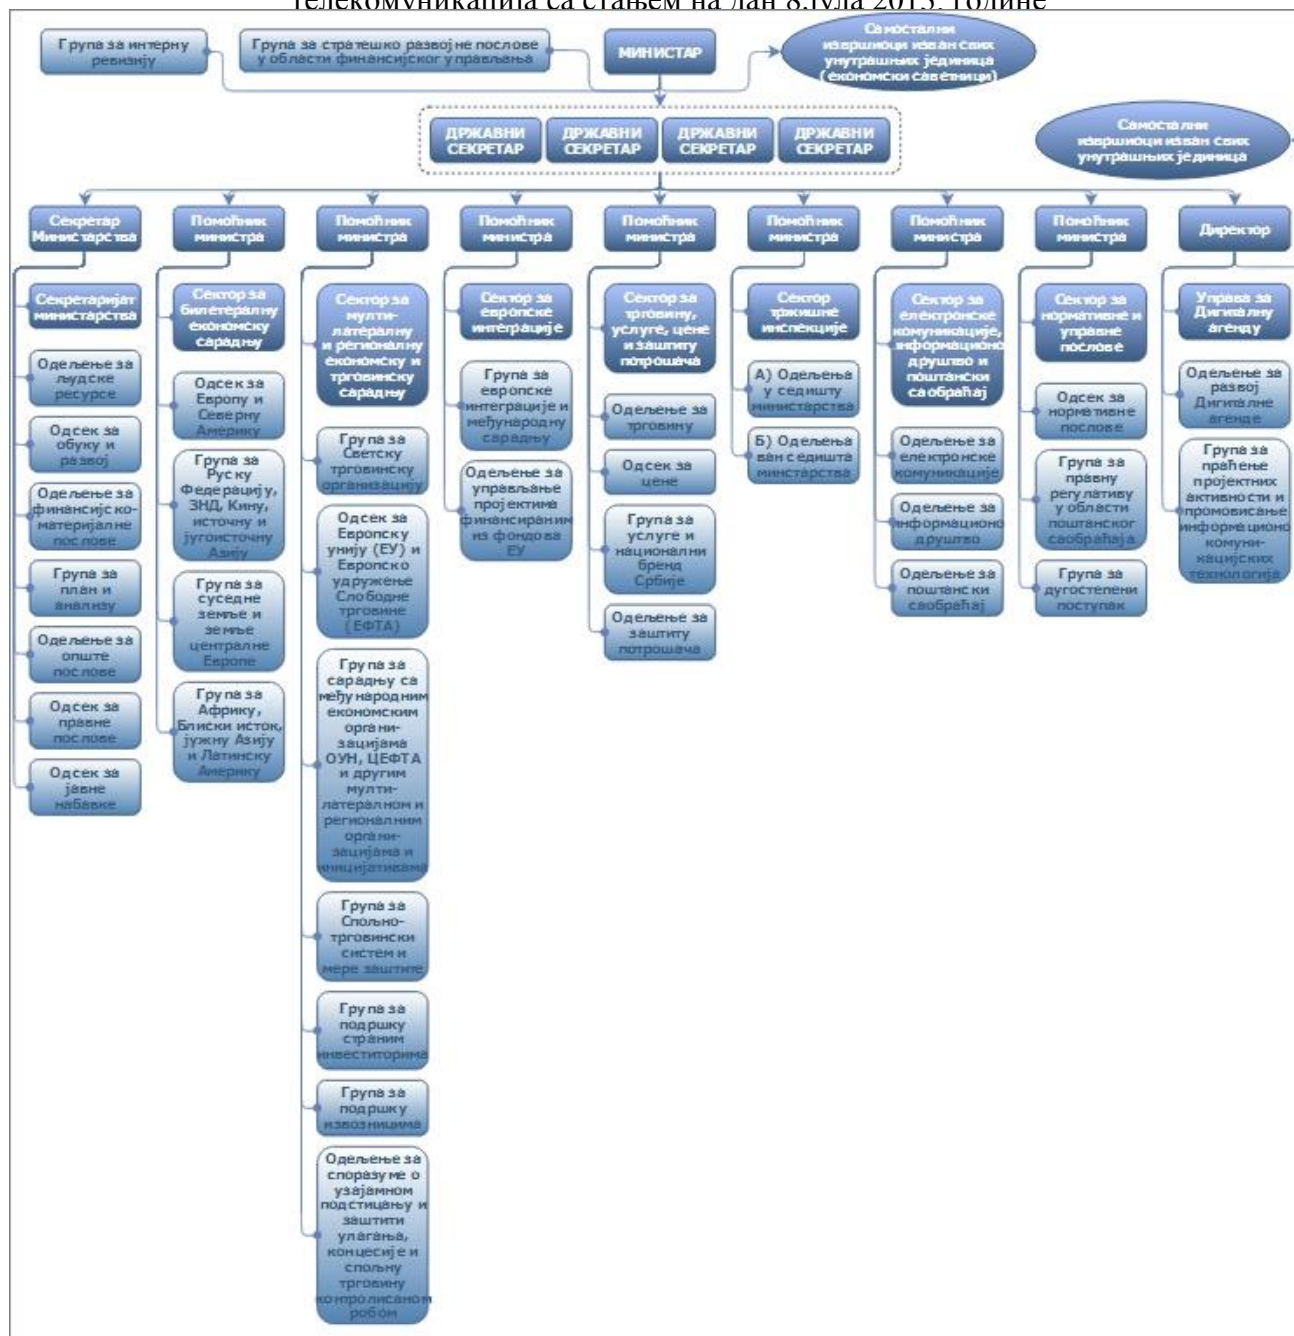 телекомуникација са стањем на дан 8.јула 2013. године
Група за интерну
ревизију
Група за стратешко развојне послове
у области финансијског управљања
МИНИСТАР
Самостални
извршиоци изван свих
унутрашњих јединица
(економски саветници)
ДРЖАВНИ
СЕКРЕТАР
ДРЖАВНИ
СЕКРЕТАР
ДРЖАВНИ
СЕКРЕТАР
ДРЖАВНИ
СЕКРЕТАР
Самостални
извршиоци изван свих
унутрашњих јединица
Секретар
Министарства
Помоћник
министра
Помоћник
министра
Помоћник
министра
Помоћник
министра
Помоћник
министра
Помоћник
министра
Помоћник
министра
Директор
Секретаријат
министарства
Одељење за
људске
ресурсе
Одсек за
обуку и
развој
Одељење за
финансијско-
материјалне
послове
Група за
план и
анализу
Одељење за
опште
послове
Одсек за
правне
послове
Одсек за
јавне
набавке
Сектор за
билетералну
економску
сарадњу
Одсек за
Европу и
Северну
Америку
Група за
Руску
Федерацију,
ЗНД, Кину,
источну и
југоисточну
Азију
Група за
суседне
земље и
земље
централне
Европе
Група за
Африку,
Блиски исток,
јужну Азију
и Латинску
Америку
Сектор за
мулти-
латералну
и регионалну
економску и
трговинску
сарадњу
Група за
Светску
трговинску
организацију
Одсек за
Европску
унију (ЕУ) и
Европско
удружење
Слободне
трговине
(ЕФТА)
Група за
сарадњу са
међународним
економским
органи-
зацијама
ОУН, ЦЕФТА
и другим
мулти-
латералном и
регионалним
органи-
зацијама и
иницијативама
Група за
Спољно-
трговински
систем и
мере заштите
Група за
подршку
страним
инвеститорима
Група за
подршку
извозницима
Одељење за
споразуме о
узајамном
подстицању и
заштити
улагања,
концесије и
спољну
трговину
контролисаном
робом
Сектор за
европске
интеграције
Група за
европске
интеграције и
међународну
сарадњу
Одељење за
управљање
пројектима
финансираним
из фондова
ЕУ
Сектор за
трговину,
услуге, цене
и заштиту
потрошача
Одељење за
трговину
Одсек за
цене
Група за
услуге и
национални
бренд
Србије
Одељење за
заштиту
потрошача
Сектор
тржишне
инспекције
А) Одељења
у седишту
министарства
Б) Одељења
ван седишта
минстарства
Сектор за
електронске
комуникације,
информационо
друштво и
поштански
саобраћај
Одељење за
електронске
комуникације
Одељење за
информационо
друштво
Одељење за
поштански
саобраћај
Сектор за
нормативне и
управне
послове
Одсек за
нормативне
послове
Група за
правну
регулативу
у области
поштанског
саобраћаја
Група за
дугостепени
поступак
Управа за
Дигиталну
агенду
Одељење за
развој
Дигиталне
агенде
Група за
праћење
пројектних
активности и
промовисање
информационо
комуни-
кацијских
технологија